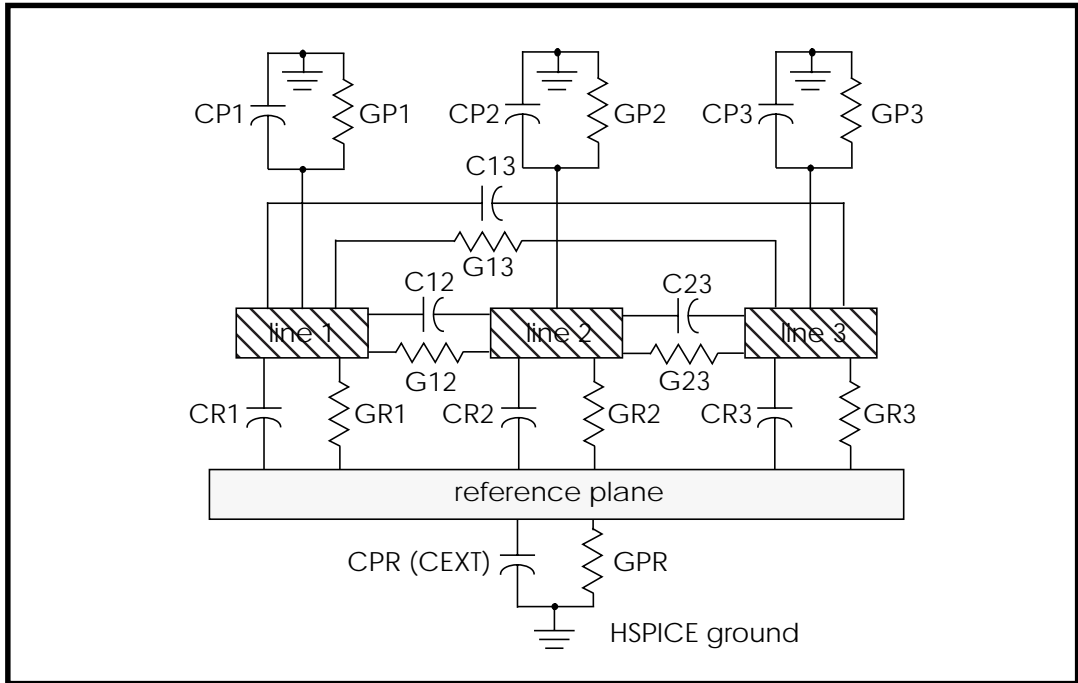 CP1 GP1 CP2 GP2 CP3 GP3
C13
G13
C12 C23
line 1 line 2 line 3
G12 G23
CR1 GR1 CR2 GR2 CR3 GR3
reference plane
CPR (CEXT) GPR
HSPICE ground